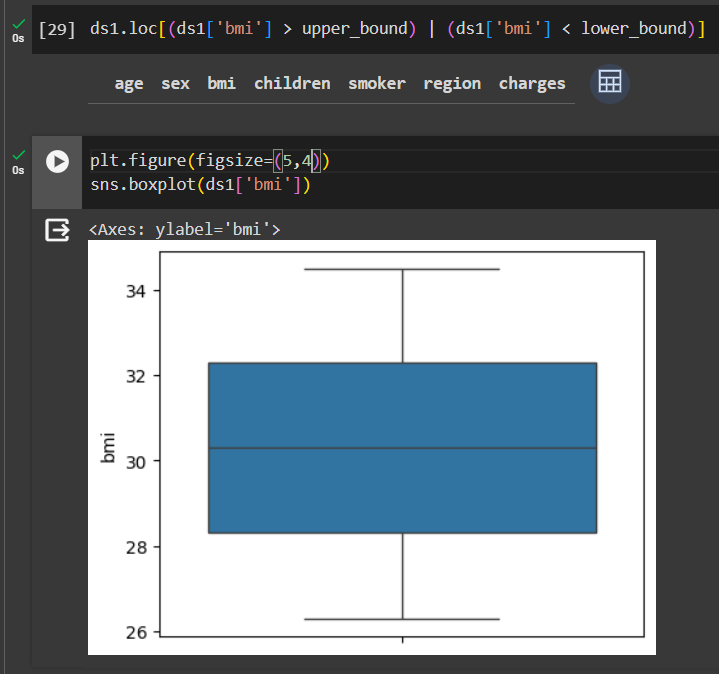 [29] ds1.loc[(ds1['bmi'] > upper_bound) | (ds1['bmi'] < lower_bound)]
0s
age sex bmi children smoker region charges
plt.figure(figsize=(5,4))
0s
sns.boxplot(ds1['bmi'])
<Axes: ylabel='bmi'>
34
32
bmi
30
28
26